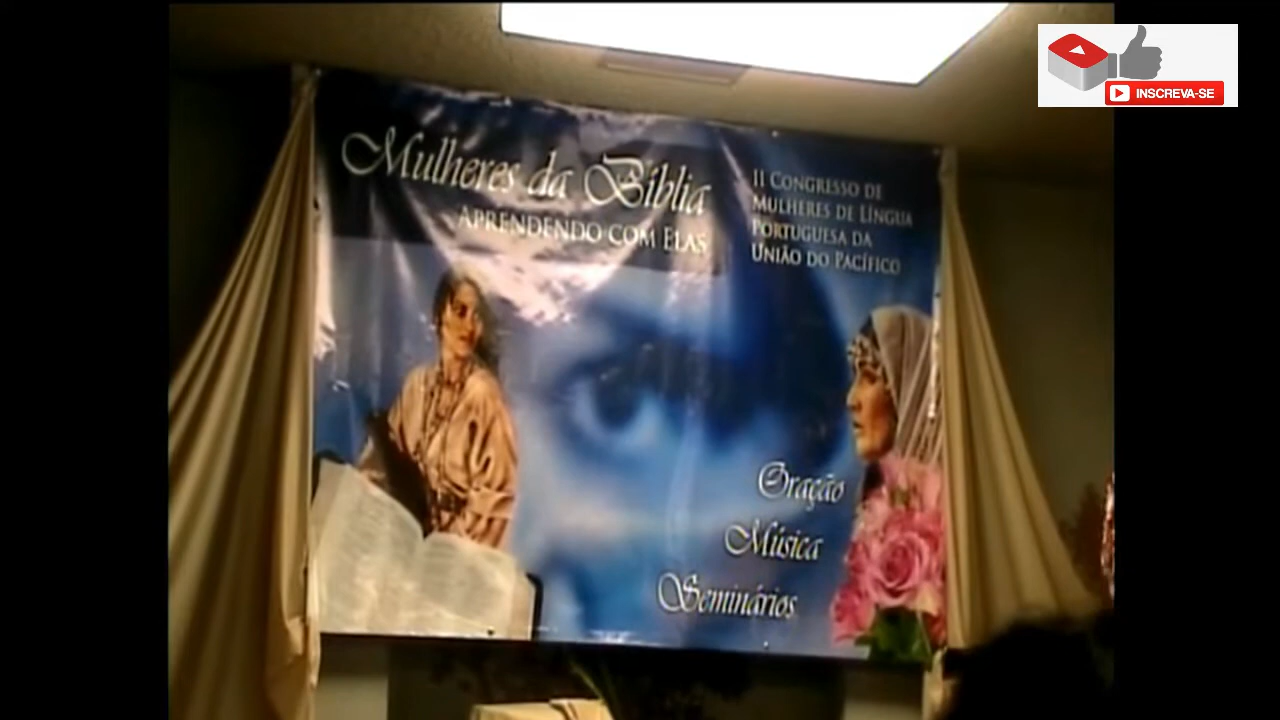 Mulheres da Bíblia
APRENDENDO COM ELAS
II CONGRESSO DE
MULHERES DE LÍNGUA
PORTUGUESA DA
UNIÃO DO PACÍFICO
Oração
Música
Seminários
INSCREVA-SE